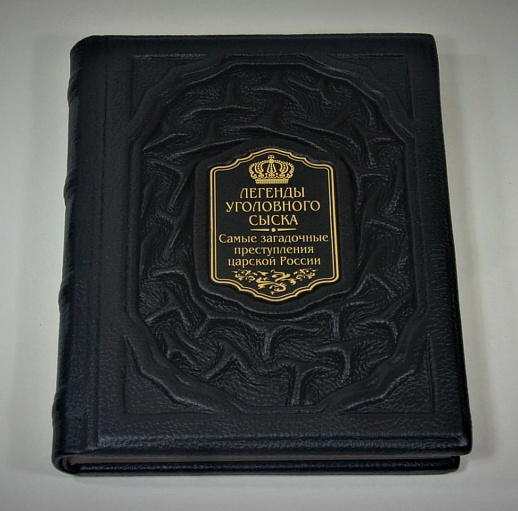 ЛЕГЕНДЫ
УГОЛОВНОГО
СЫСКА
Самые загадочные
преступления
царской России